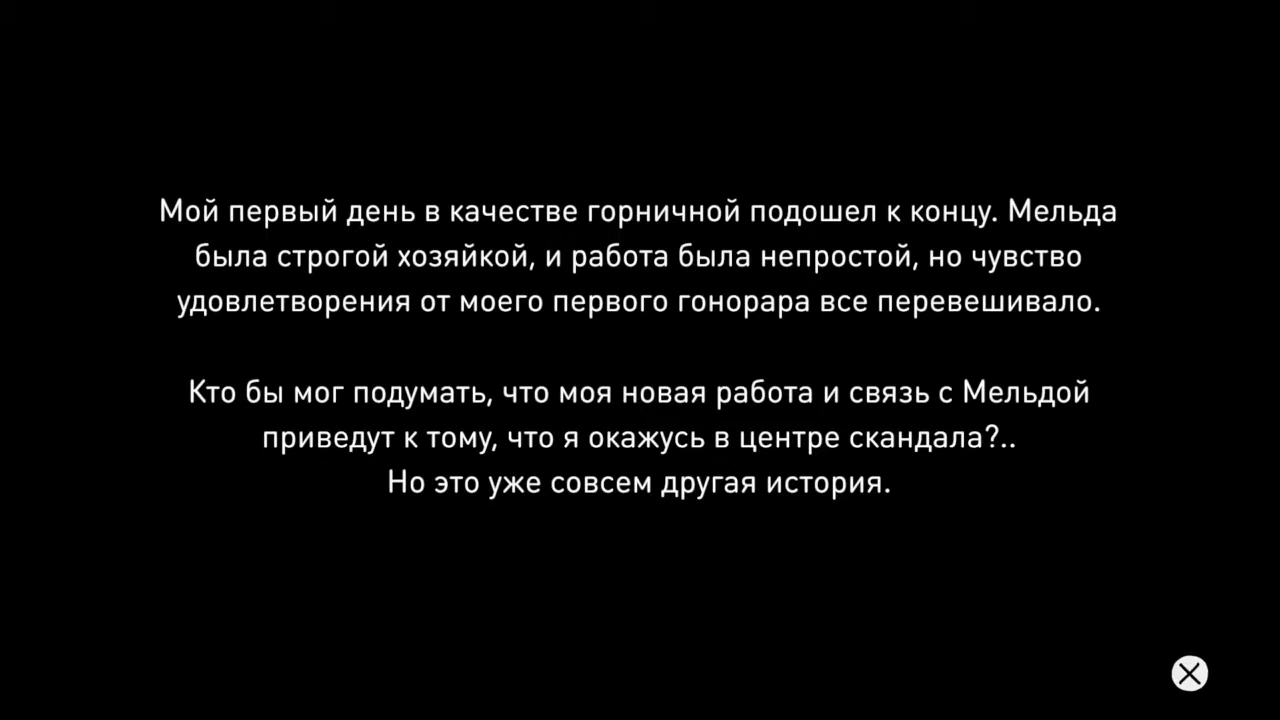 Мой первый день в качестве горничной подошел к концу. Мельда
была строгой хозяйкой, и работа была непростой, но чувство
удовлетворения от моего первого гонорара все перевешивало.
Кто бы мог подумать, что моя новая работа и связь с Мельдой
приведут к тому, что я окажусь в центре скандала?..
Но это уже совсем другая история.